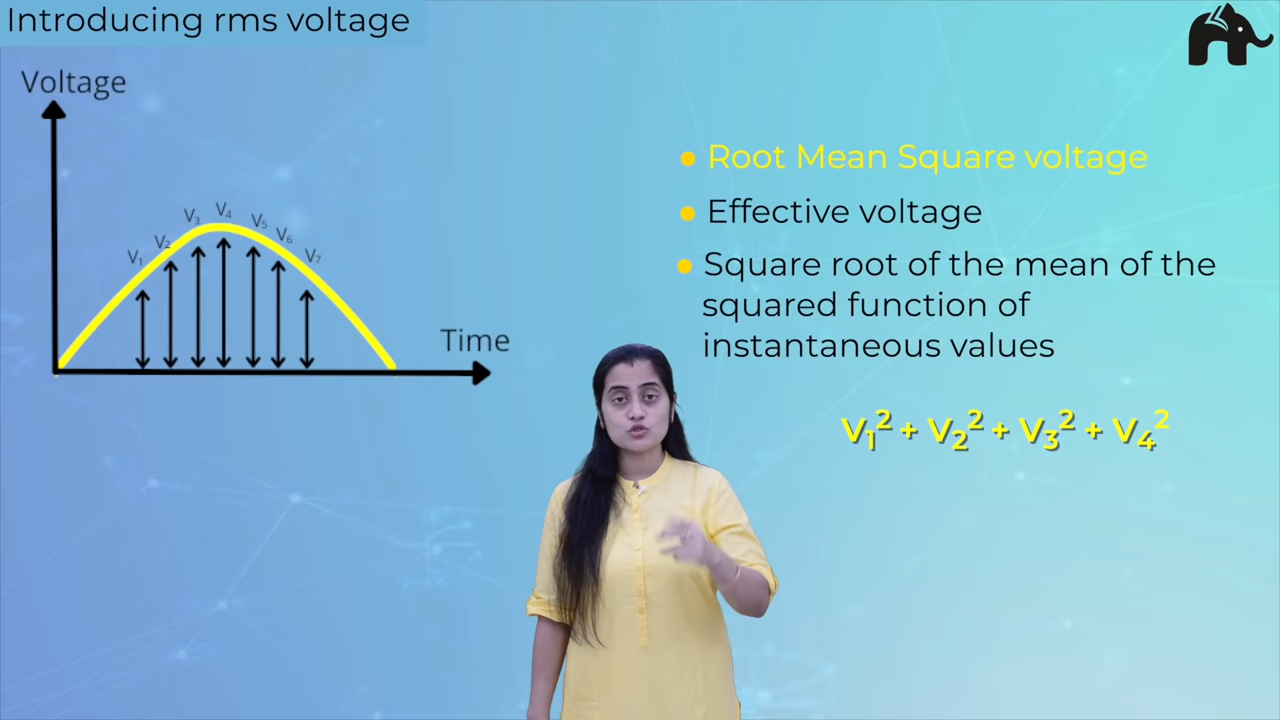 Introducing rms voltage
Voltage
V₁
V₂
V₃
V₄
V₅
V₆
V₇
Time
Root Mean Square voltage
Effective voltage
Square root of the mean of the
squared function of
instantaneous values
V₁² + V₂² + V₃² + V₄²